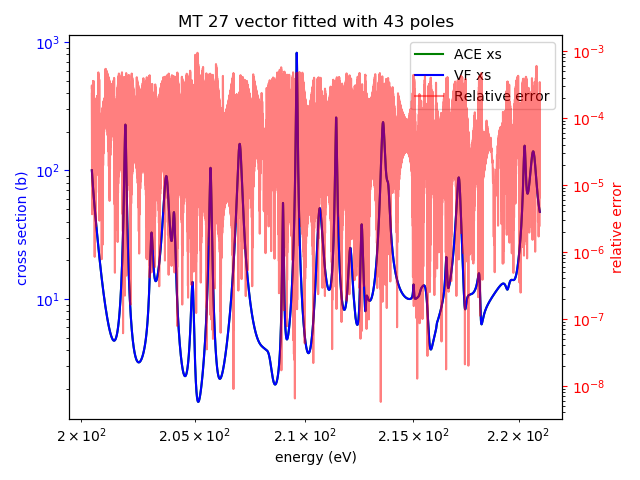 MT 27 vector fitted with 43 poles
ACE xs
VF xs
Relative error
cross section (b)
10³
10²
10¹
relative error
10⁻³
10⁻⁴
10⁻⁵
10⁻⁶
10⁻⁷
10⁻⁸
2 × 10² 2.05 × 10² 2.1 × 10² 2.15 × 10² 2.2 × 10²
energy (eV)